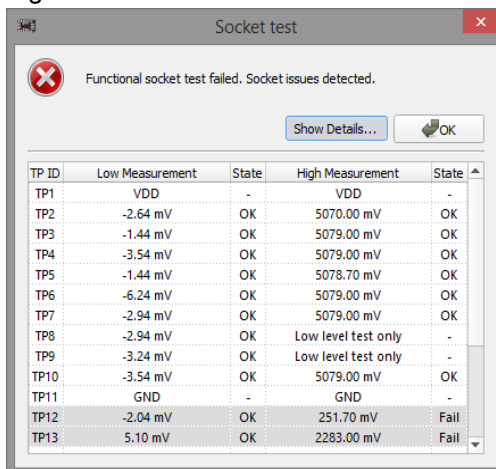 Socket test
Functional socket test failed. Socket issues detected.
Show Details... OK
TP ID Low Measurement State High Measurement State
TP1 VDD - VDD -
TP2 -2.64 mV OK 5070.00 mV OK
TP3 -1.44 mV OK 5079.00 mV OK
TP4 -3.54 mV OK 5079.00 mV OK
TP5 -1.44 mV OK 5078.70 mV OK
TP6 -6.24 mV OK 5079.00 mV OK
TP7 -2.94 mV OK 5079.00 mV OK
TP8 -2.94 mV OK Low level test only -
TP9 -3.24 mV OK Low level test only -
TP10 -3.54 mV OK 5079.00 mV OK
TP11 GND - GND -
TP12 -2.04 mV OK 251.70 mV Fail
TP13 5.10 mV OK 2283.00 mV Fail